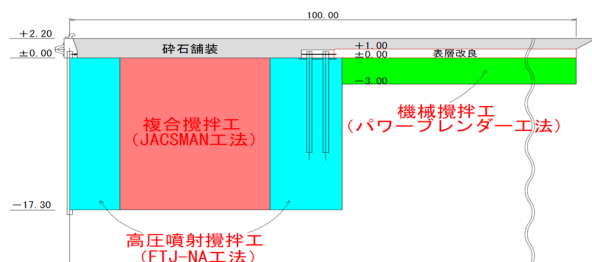 100.00
+2.20
砕石舗装
+1.00
±0.00
±0.00
表層改良
-3.00
機械攪拌工
(パワーブレンダー工法)
複合攪拌工
(JACSMAN工法)
-17.30
高圧噴射攪拌工
(FTJ-NA工法)